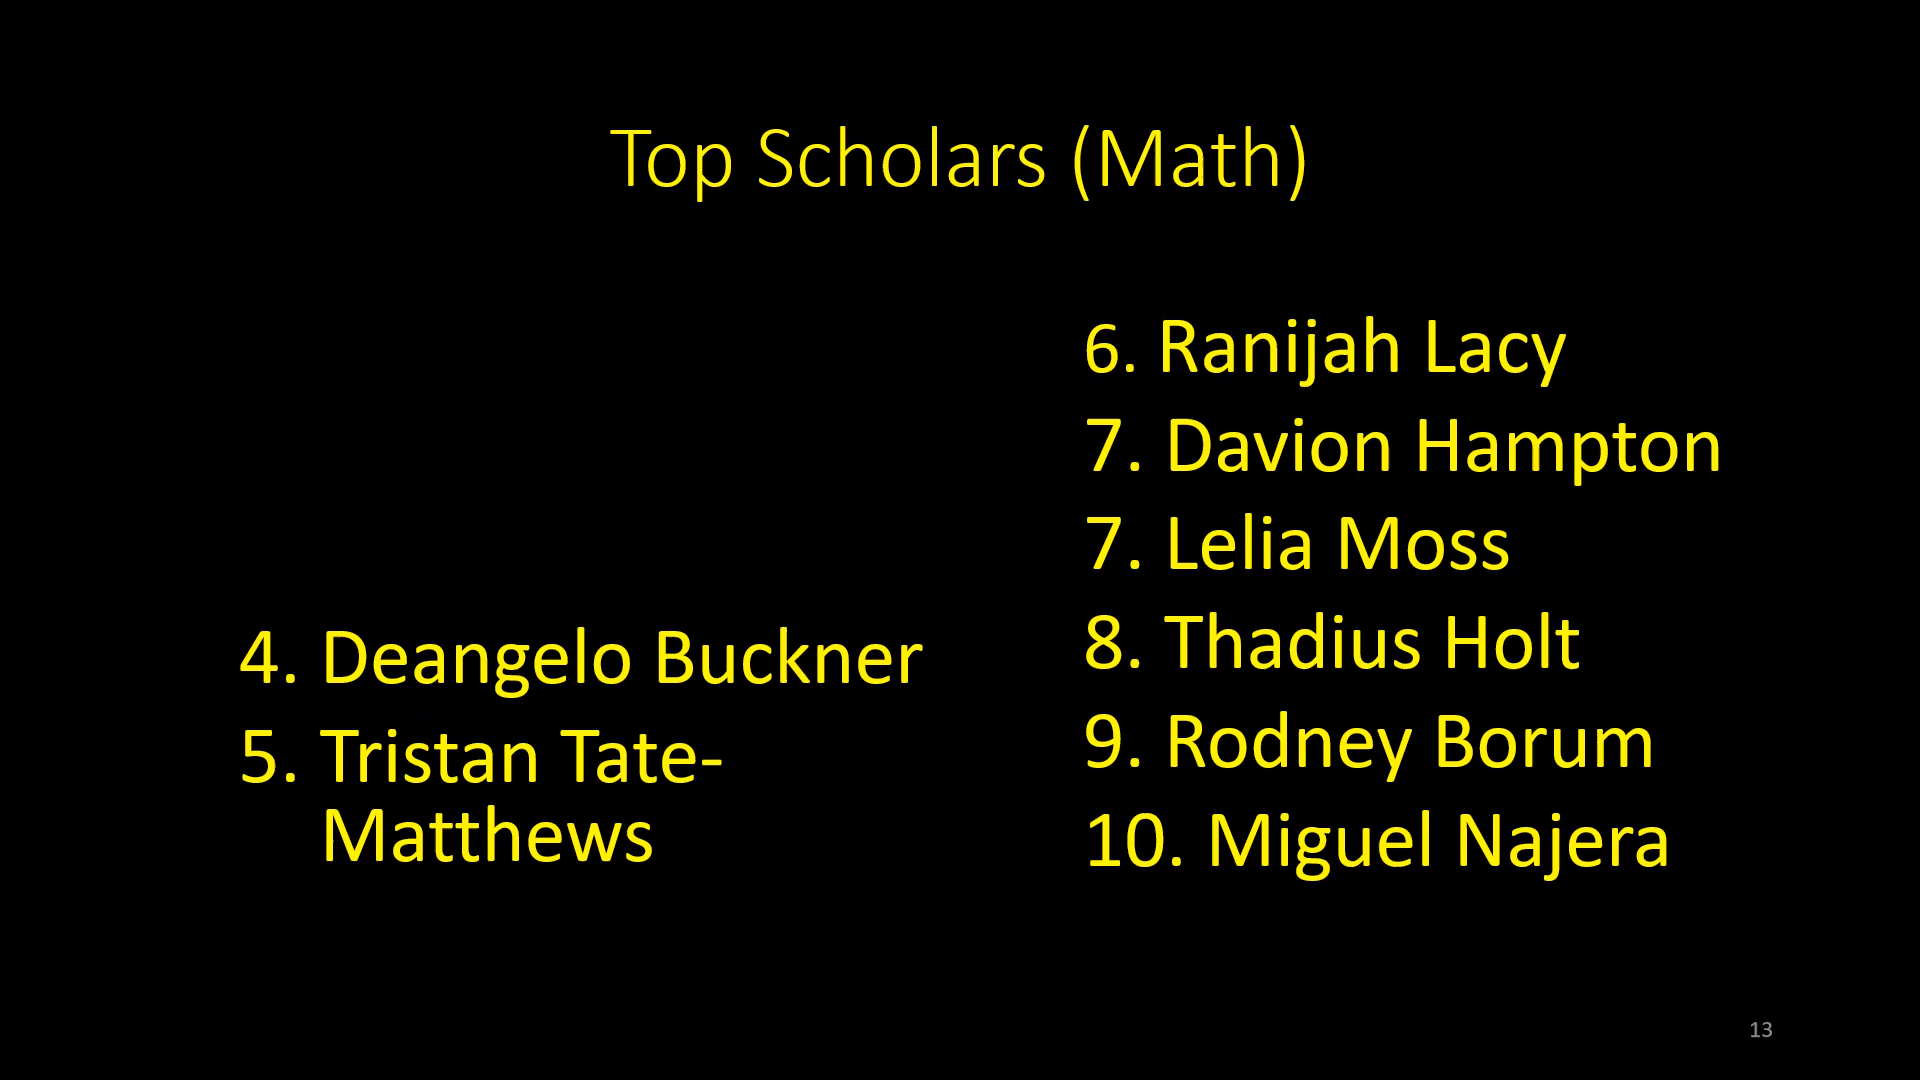 Top Scholars (Math)
4. Deangelo Buckner
5. Tristan Tate-
Matthews
6. Ranijah Lacy
7. Davion Hampton
7. Lelia Moss
8. Thadius Holt
9. Rodney Borum
10. Miguel Najera
13